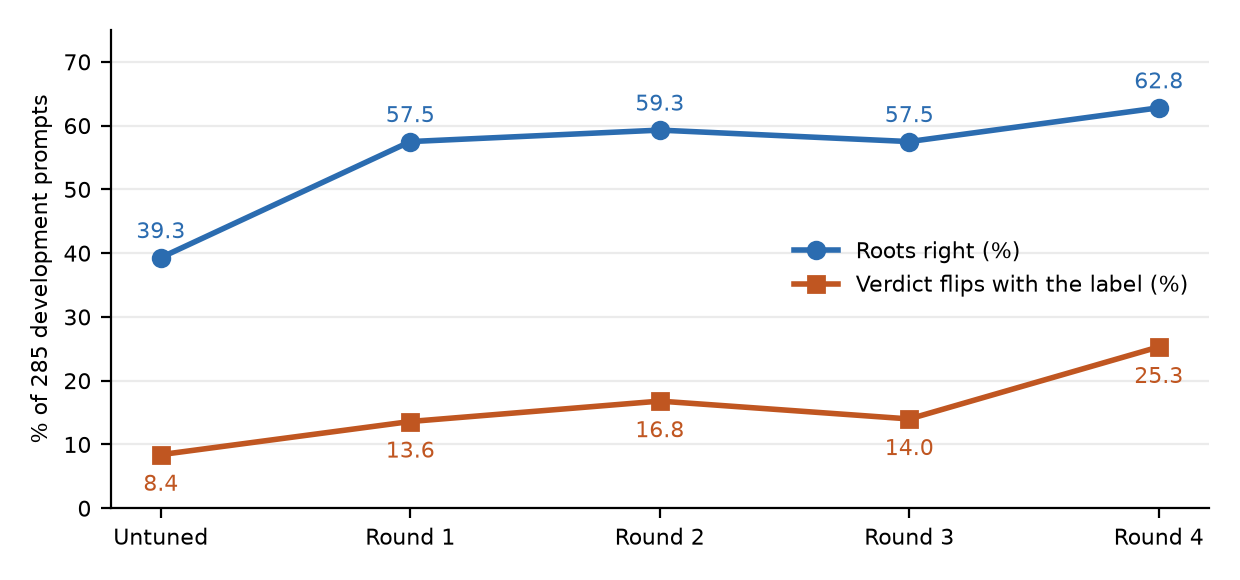 % of 285 development prompts
70
60
50
40
30
20
10
0
39.3
57.5
59.3
57.5
62.8
Roots right (%)
Verdict flips with the label (%)
8.4
13.6
16.8
14.0
25.3
Untuned
Round 1
Round 2
Round 3
Round 4